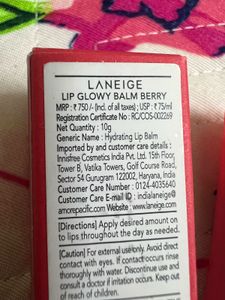 LANEIGE
LIP GLOWY BALM BERRY
MRP : ₹ 750 /- (Incl. of all taxes) ; USP : ₹ 75/ml
Registration Certificate No : RC/COS-002269
Net Quantity : 10g
Generic Name : Hydrating Lip Balm
Imported by and customer care details :
Innisfree Cosmetics India Pvt. Ltd. 15th Floor,
Tower B, Vatika Towers, Golf Course Road,
Sector 54 Gurugram 122002, Haryana, India
Customer Care Number : 0124-4035640
Customer Care E-mail ID : indialaneige@
amorepacific.com Website : www.laneige.com
[Directions] Apply desired amount on
to lips throughout the day as needed.
[Caution] For external use only. Avoid direct
contact with eyes. If contact occurs rinse
thoroughly with water. Discontinue use and
consult a doctor if irritation occurs. Keep out
of reach of children.